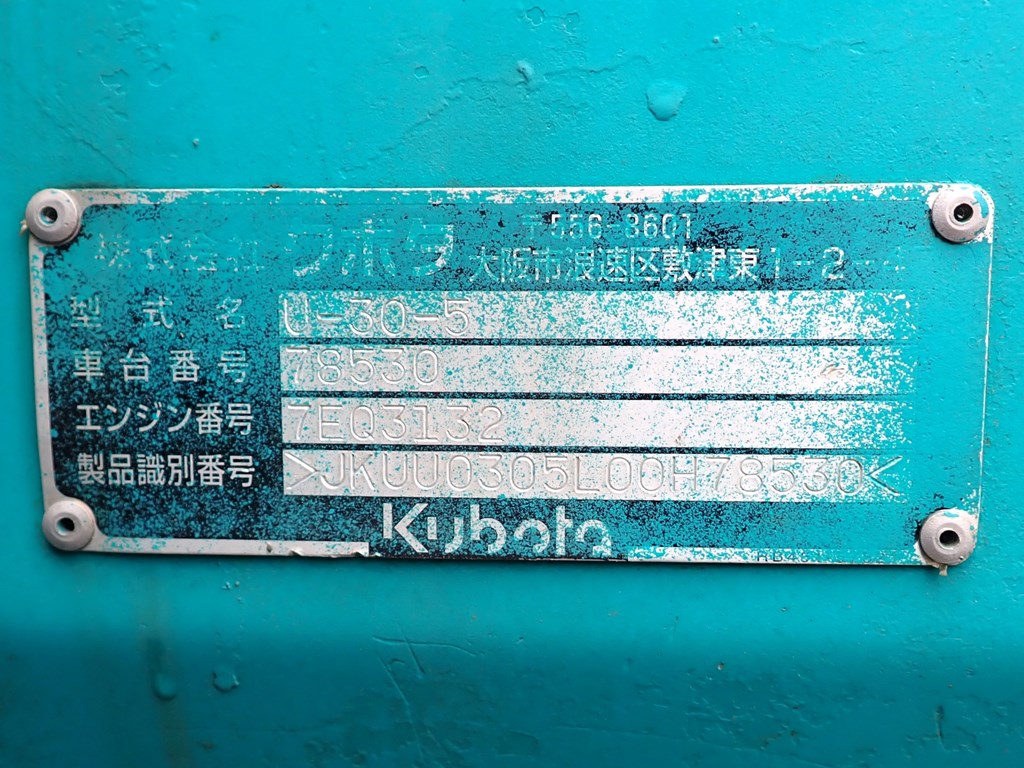 〒556-8601
株式会社クボタ 大阪市浪速区敷津東1-2-4
型式名 U-30-5
車台番号 78530
エンジン番号 7EQ3132
製品識別番号 >JKUU0305L00H78530<
Kubota